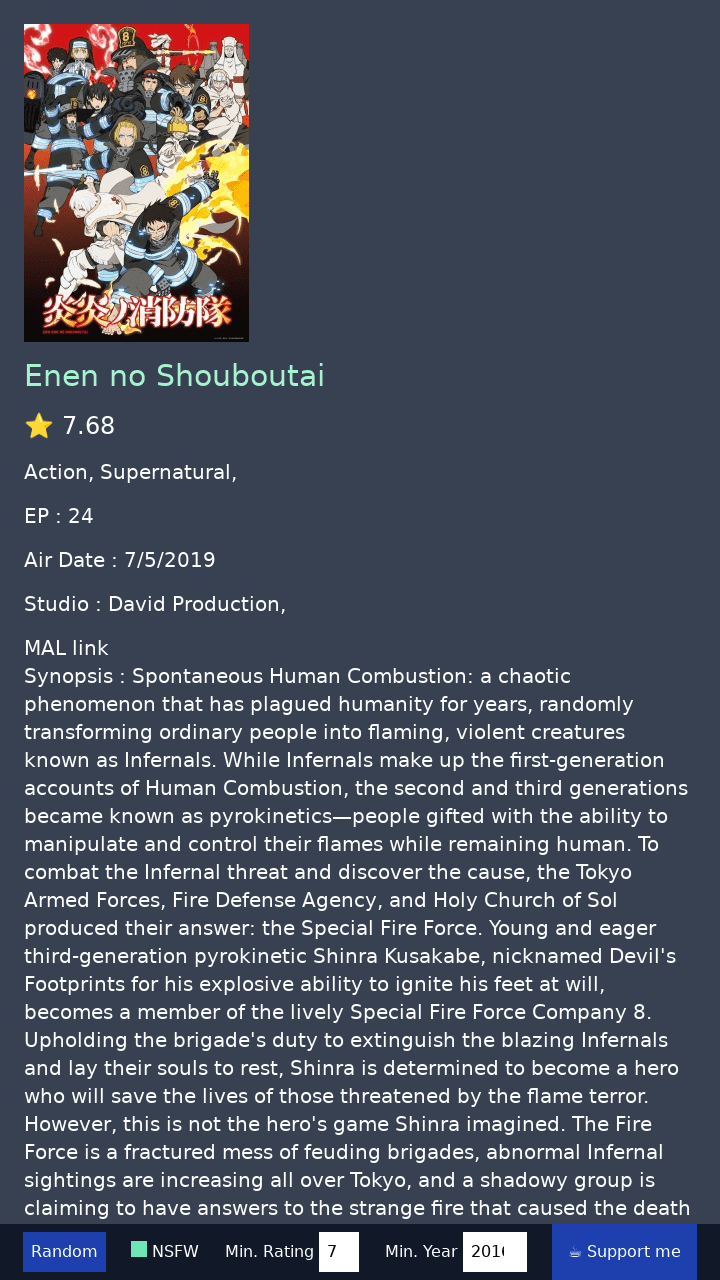 炎炎ノ消防隊
Enen no Shouboutai
⭐ 7.68
Action, Supernatural,
EP : 24
Air Date : 7/5/2019
Studio : David Production,
MAL link
Synopsis : Spontaneous Human Combustion: a chaotic
phenomenon that has plagued humanity for years, randomly
transforming ordinary people into flaming, violent creatures
known as Infernals. While Infernals make up the first-generation
accounts of Human Combustion, the second and third generations
became known as pyrokinetics—people gifted with the ability to
manipulate and control their flames while remaining human. To
combat the Infernal threat and discover the cause, the Tokyo
Armed Forces, Fire Defense Agency, and Holy Church of Sol
produced their answer: the Special Fire Force. Young and eager
third-generation pyrokinetic Shinra Kusakabe, nicknamed Devil's
Footprints for his explosive ability to ignite his feet at will,
becomes a member of the lively Special Fire Force Company 8.
Upholding the brigade's duty to extinguish the blazing Infernals
and lay their souls to rest, Shinra is determined to become a hero
who will save the lives of those threatened by the flame terror.
However, this is not the hero's game Shinra imagined. The Fire
Force is a fractured mess of feuding brigades, abnormal Infernal
sightings are increasing all over Tokyo, and a shadowy group is
claiming to have answers to the strange fire that caused the death
Random NSFW Min. Rating 7 Min. Year 2016 ☕ Support me